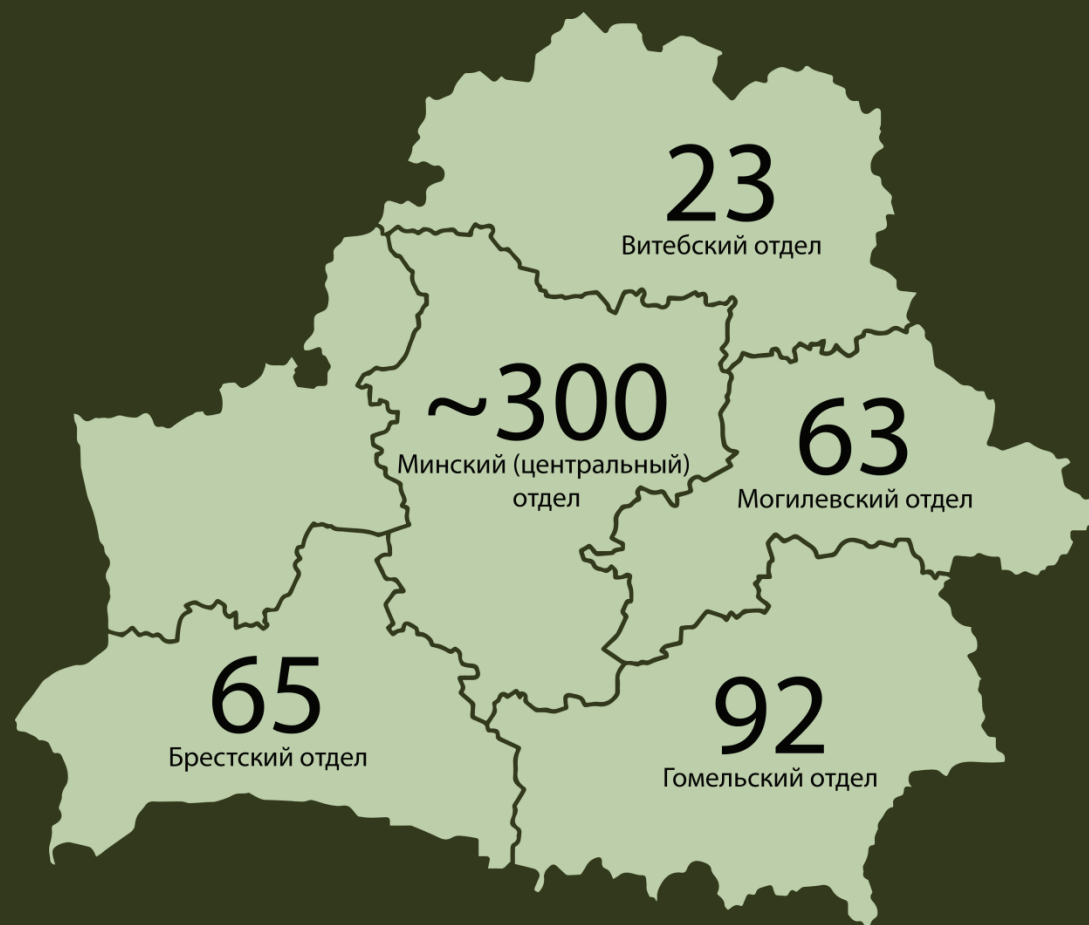 23
Витебский отдел
~300
Минский (центральный)
отдел
63
Могилевский отдел
65
Брестский отдел
92
Гомельский отдел